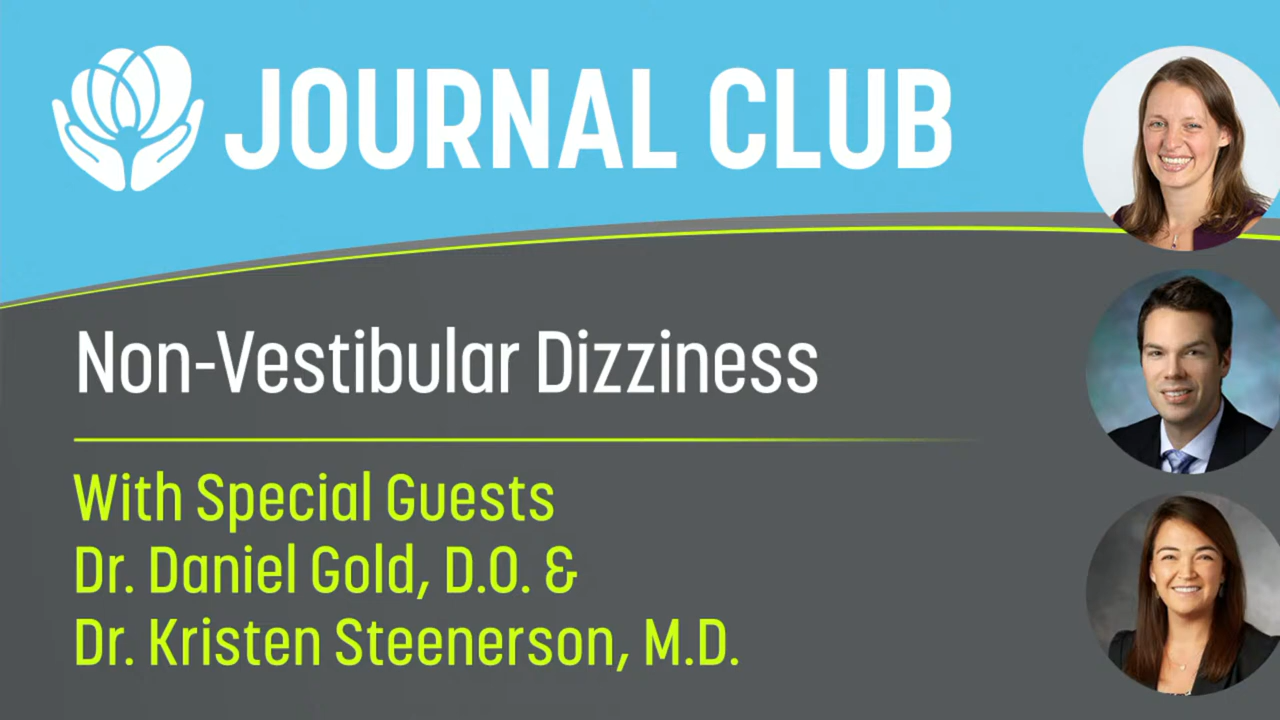 JOURNAL CLUB
Non-Vestibular Dizziness
With Special Guests
Dr. Daniel Gold, D.O. &
Dr. Kristen Steenerson, M.D.